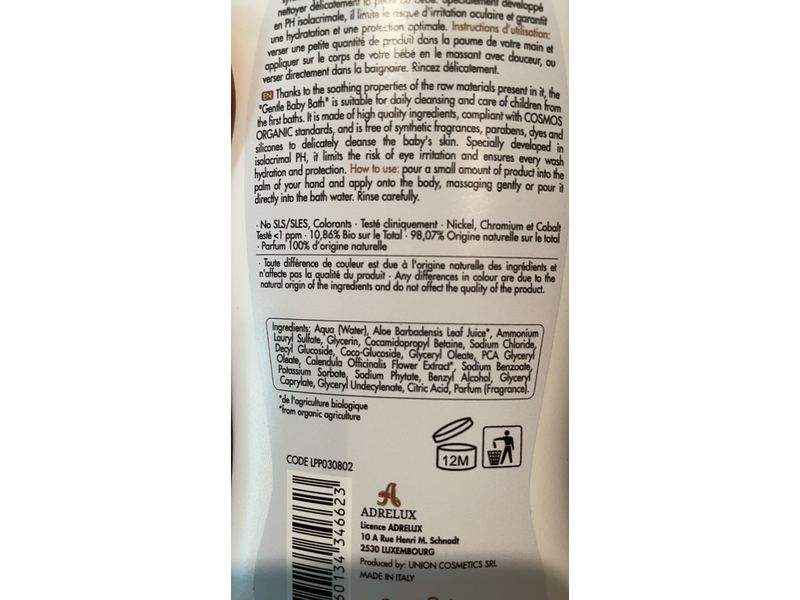 nettoyer délicatement la peau du bébé. Spécialement développé
en PH isolacrimale, il limite le risque d'irritation oculaire et garantit
une hydratation et une protection optimale. Instructions d'utilisation:
verser une petite quantité de produit dans la paume de votre main et
appliquer sur le corps de votre bébé en le massant avec douceur, ou
verser directement dans la baignoire. Rincez délicatement.
EN Thanks to the soothing properties of the raw materials present in it, the
"Gentle Baby Bath" is suitable for daily cleansing and care of children from
the first baths. It is made of high quality ingredients, compliant with COSMOS
ORGANIC standards, and is free of synthetic fragrances, parabens, dyes and
silicones to delicately cleanse the baby's skin. Specially developed in
isolacrimal PH, it limits the risk of eye irritation and ensures every wash
hydration and protection. How to use: pour a small amount of product into the
palm of your hand and apply onto the body, massaging gently or pour it
directly into the bath water. Rinse carefully.
· No SLS/SLES, Colorants · Testé cliniquement · Nickel, Chromium et Cobalt
Testé <1 ppm · 10,86% Bio sur le Total · 98,07% Origine naturelle sur le total
· Parfum 100% d'origine naturelle
· Toute différence de couleur est due à l'origine naturelle des ingrédients et
n'affecte pas la qualité du produit · Any differences in colour are due to the
natural origin of the ingredients and do not affect the quality of the product.
Ingredients: Aqua (Water), Aloe Barbadensis Leaf Juice*, Ammonium
Lauryl Sulfate, Glycerin, Cocamidopropyl Betaine, Sodium Chloride,
Decyl Glucoside, Coco-Glucoside, Glyceryl Oleate, PCA Glyceryl
Oleate, Calendula Officinalis Flower Extract*, Sodium Benzoate,
Potassium Sorbate, Sodium Phytate, Benzyl Alcohol, Glyceryl
Caprylate, Glyceryl Undecylenate, Citric Acid, Parfum (Fragrance).
*de l'agriculture biologique
*from organic agriculture
12M
CODE LPP030802
A
ADRELUX
Licence ADRELUX
10 A Rue Henri M. Schnadt
2530 LUXEMBOURG
Produced by: UNION COSMETICS SRL
MADE IN ITALY
60134 346623